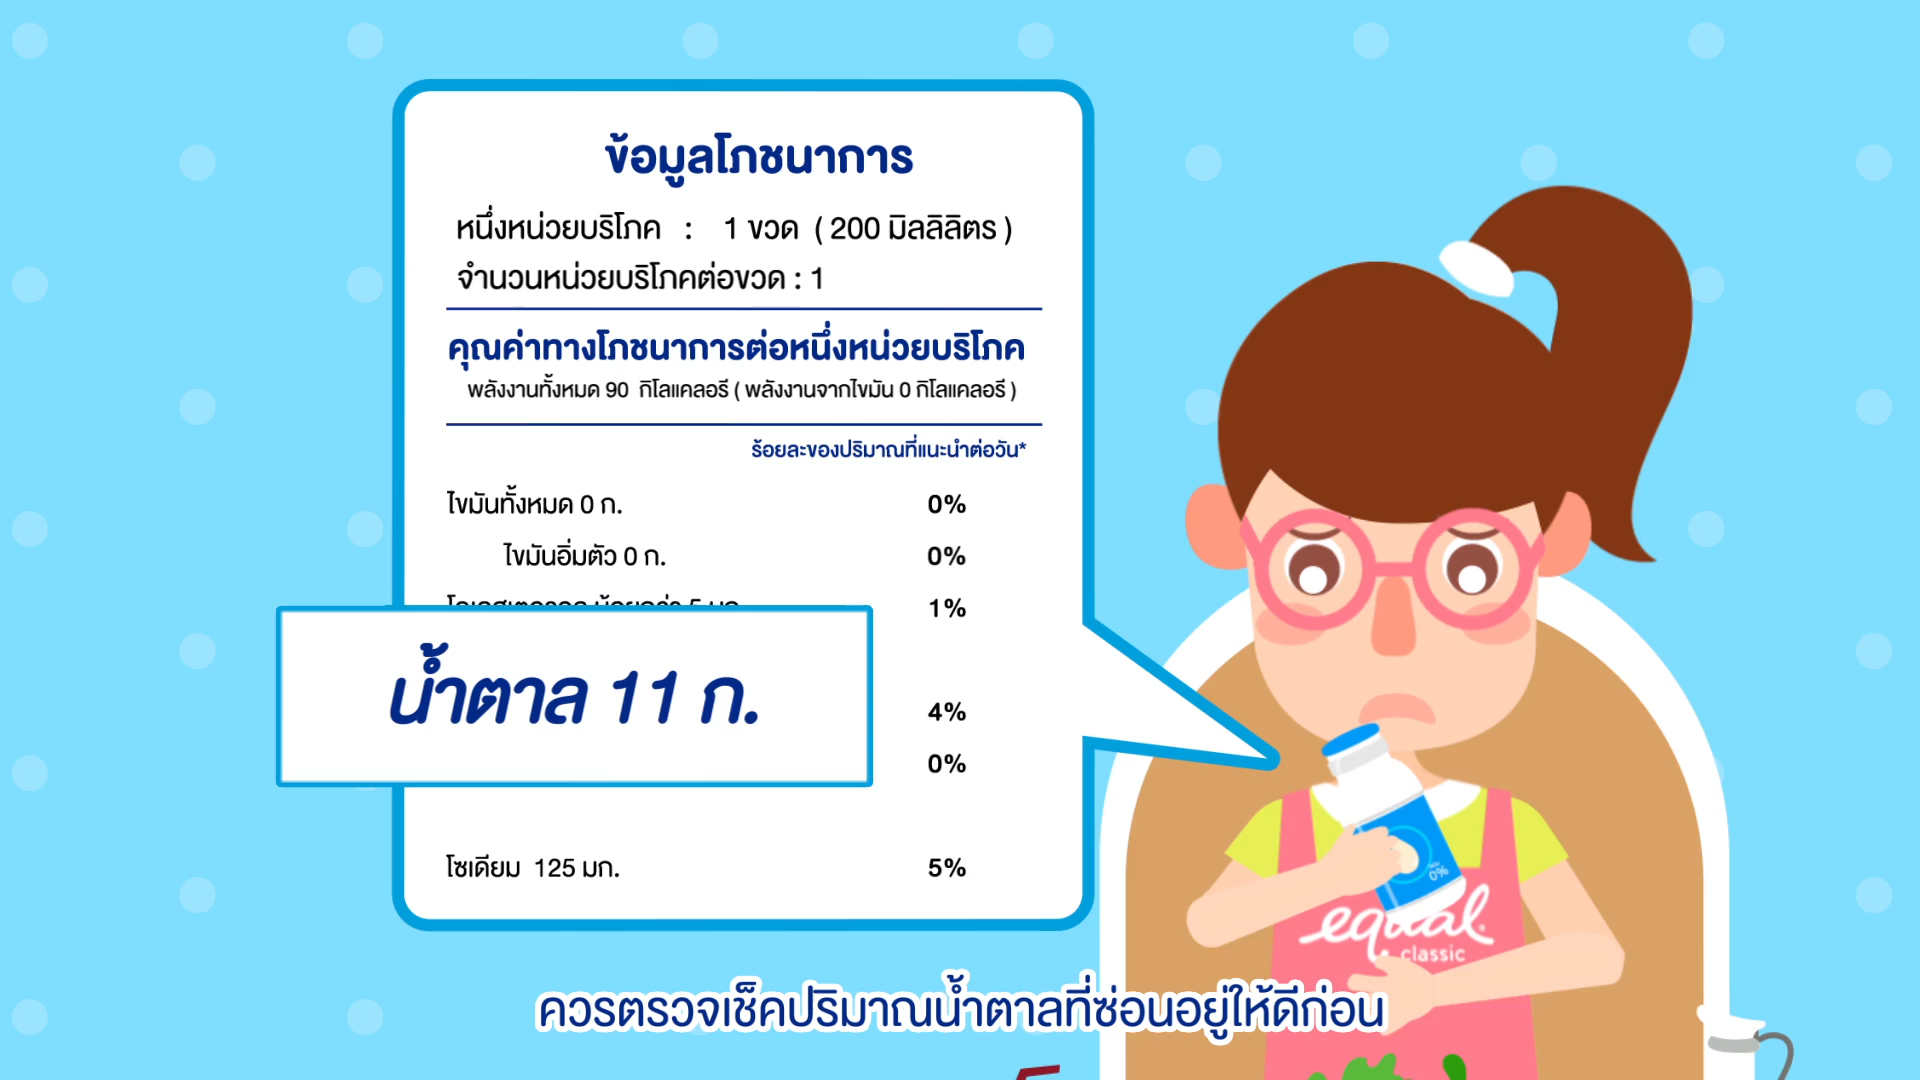 ข้อมูลโภชนาการ
หนึ่งหน่วยบริโภค : 1 ขวด ( 200 มิลลิลิตร )
จำนวนหน่วยบริโภคต่อขวด : 1
คุณค่าทางโภชนาการต่อหนึ่งหน่วยบริโภค
พลังงานทั้งหมด 90 กิโลแคลอรี ( พลังงานจากไขมัน 0 กิโลแคลอรี )
ร้อยละของปริมาณที่แนะนำต่อวัน*
ไขมันทั้งหมด 0 ก. 0%
ไขมันอิ่มตัว 0 ก. 0%
1%
น้ำตาล 11 ก.
4%
0%
โซเดียม 125 มก. 5%
0%
equal
classic
ควรตรวจเช็คปริมาณน้ำตาลที่ซ่อนอยู่ให้ดีก่อน